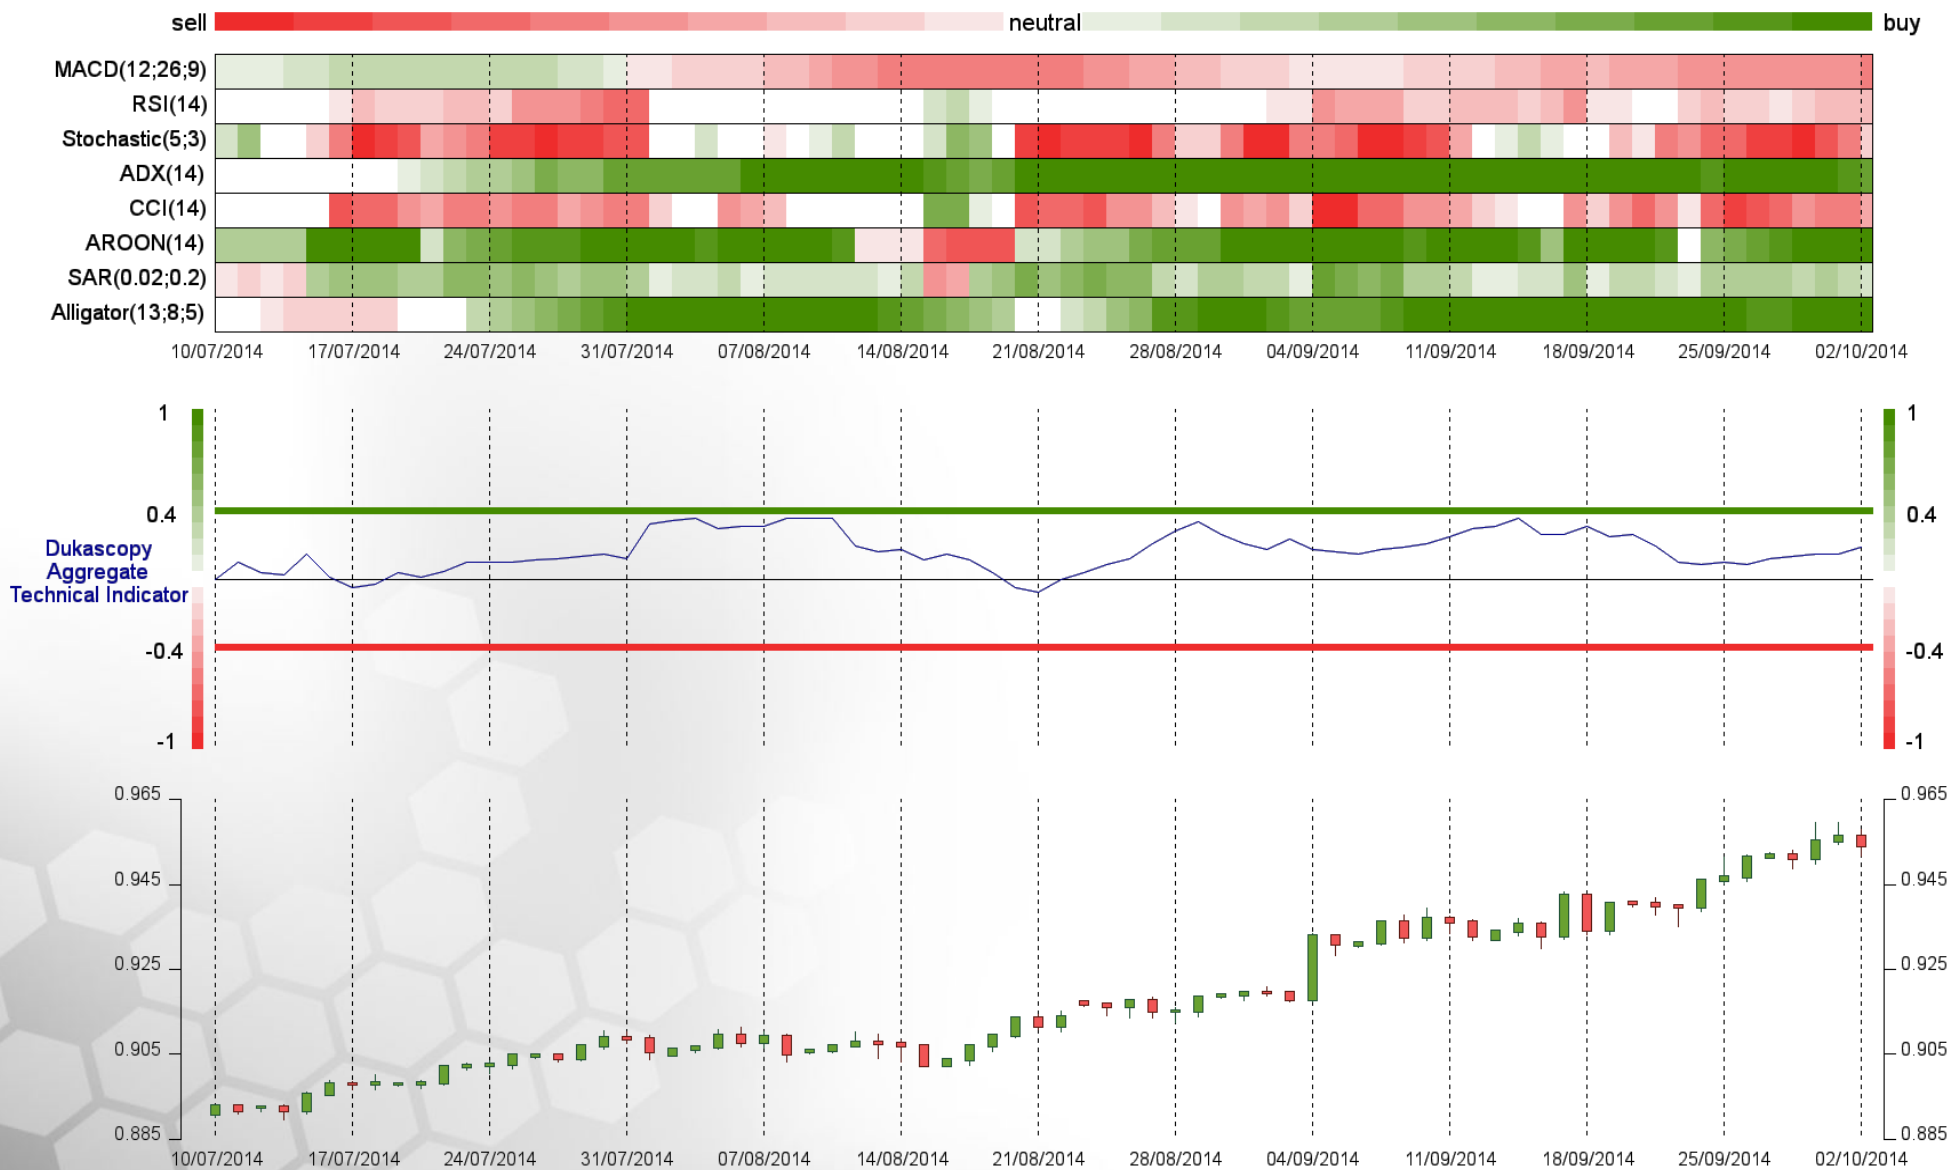 sell neutral buy
MACD(12;26;9)
RSI(14)
Stochastic(5;3)
ADX(14)
CCI(14)
AROON(14)
SAR(0.02;0.2)
Alligator(13;8;5)
10/07/2014 17/07/2014 24/07/2014 31/07/2014 07/08/2014 14/08/2014 21/08/2014 28/08/2014 04/09/2014 11/09/2014 18/09/2014 25/09/2014 02/10/2014
1 1
0.4 0.4
Dukascopy
Aggregate
Technical Indicator
-0.4 -0.4
-1 -1
0.965 0.965
0.945 0.945
0.925 0.925
0.905 0.905
0.885 0.885
10/07/2014 17/07/2014 24/07/2014 31/07/2014 07/08/2014 14/08/2014 21/08/2014 28/08/2014 04/09/2014 11/09/2014 18/09/2014 25/09/2014 02/10/2014